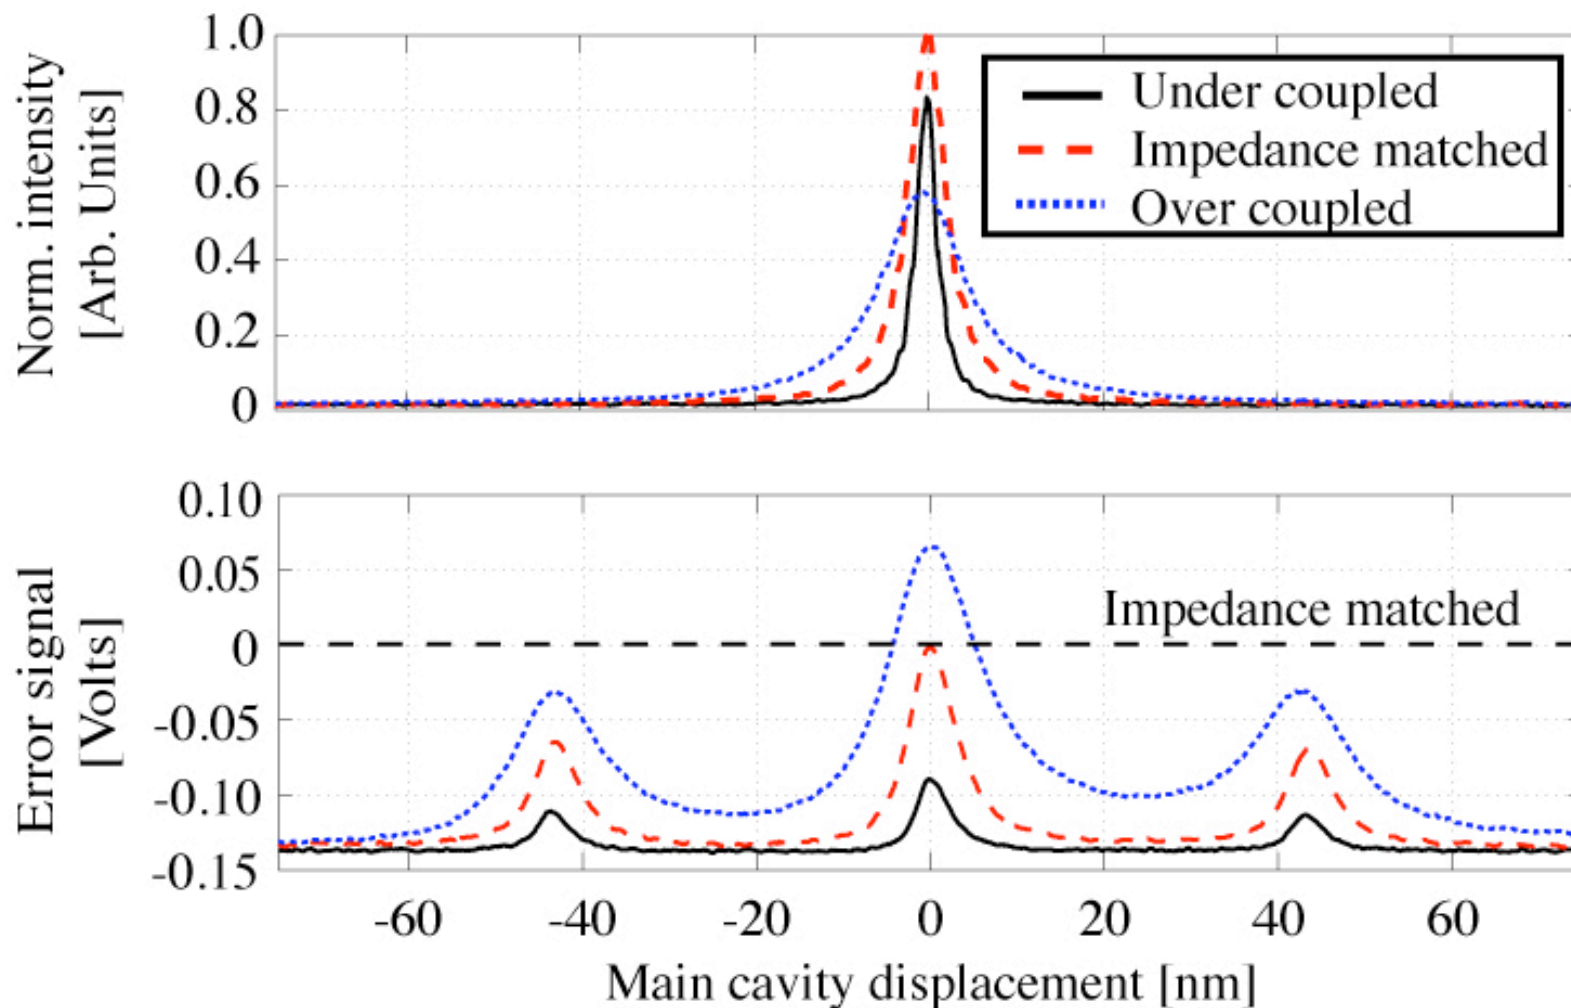 Norm. intensity
[Arb. Units]
1.0
0.8
0.6
0.4
0.2
0
Under coupled
Impedance matched
Over coupled
Error signal
[Volts]
0.10
0.05
0
-0.05
-0.10
-0.15
Impedance matched
-60 -40 -20 0 20 40 60
Main cavity displacement [nm]